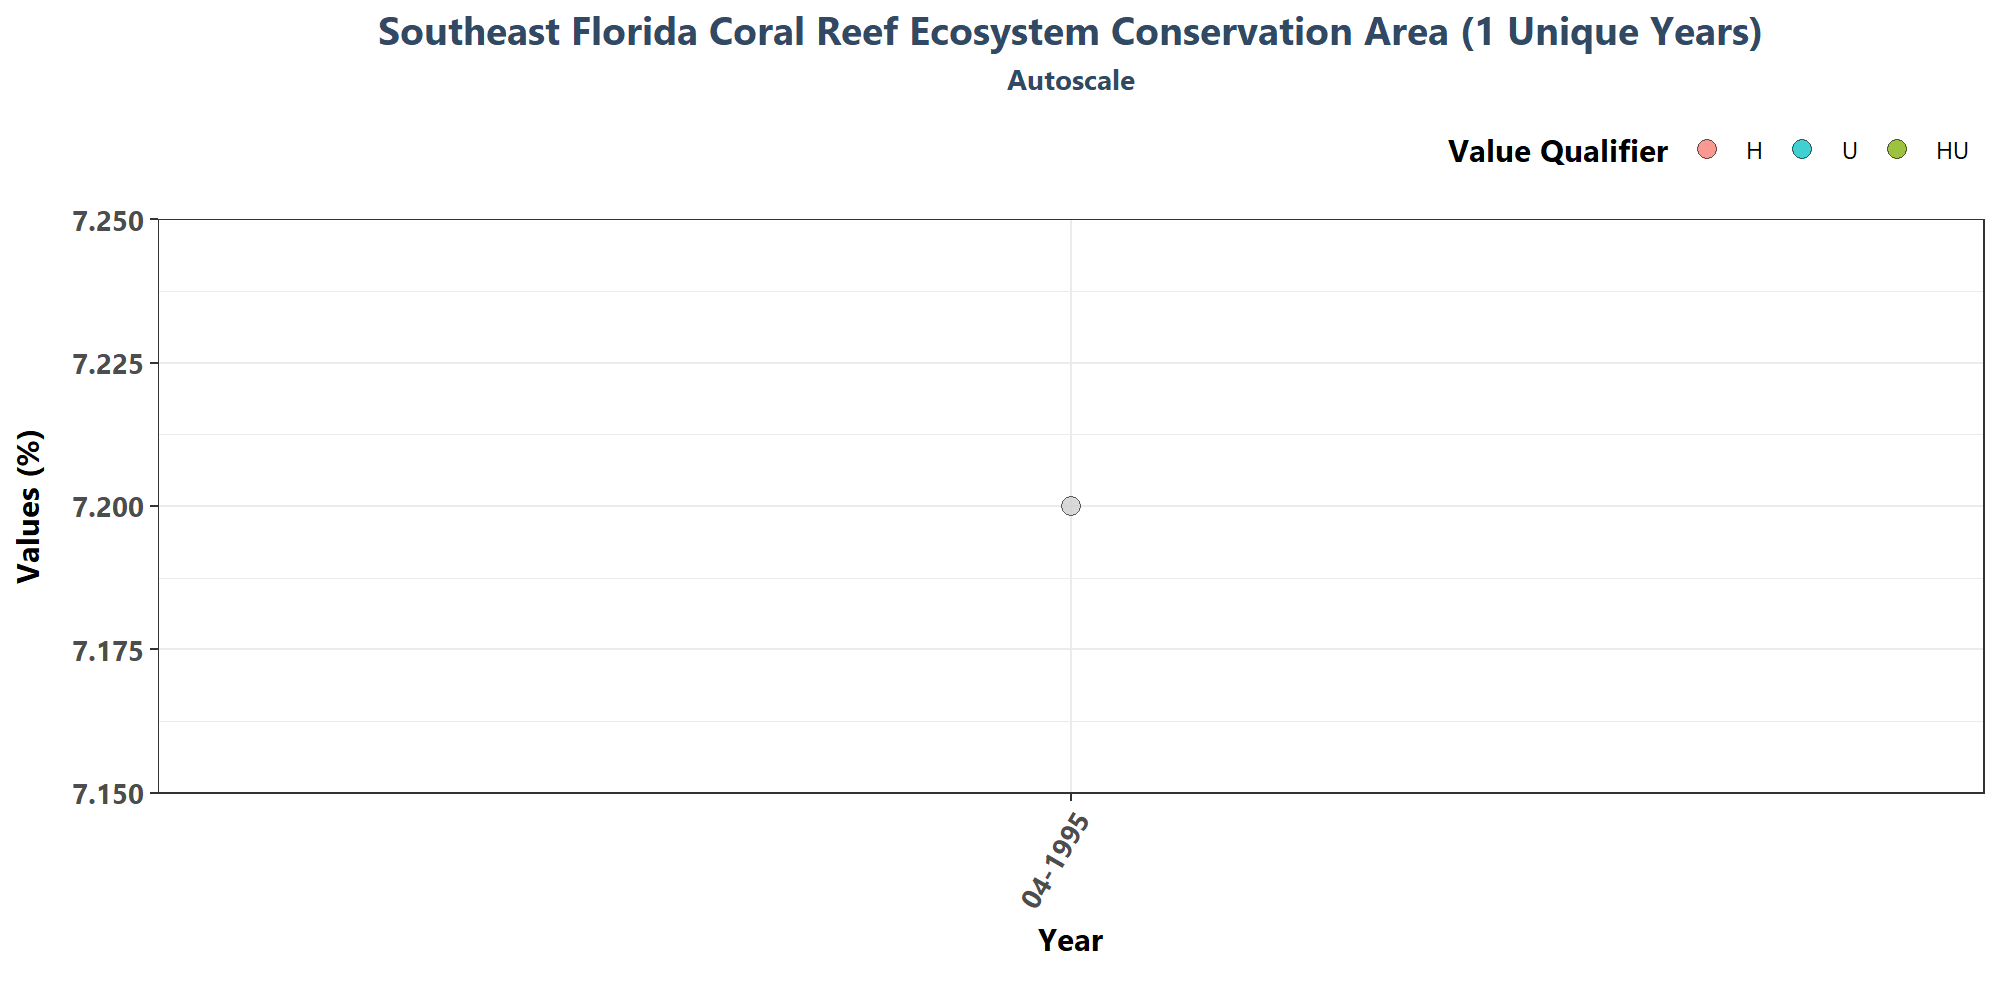 Southeast Florida Coral Reef Ecosystem Conservation Area (1 Unique Years)
Autoscale
Value Qualifier H U HU
7.250
7.225
7.200
7.175
7.150
Values (%)
04-1995
Year